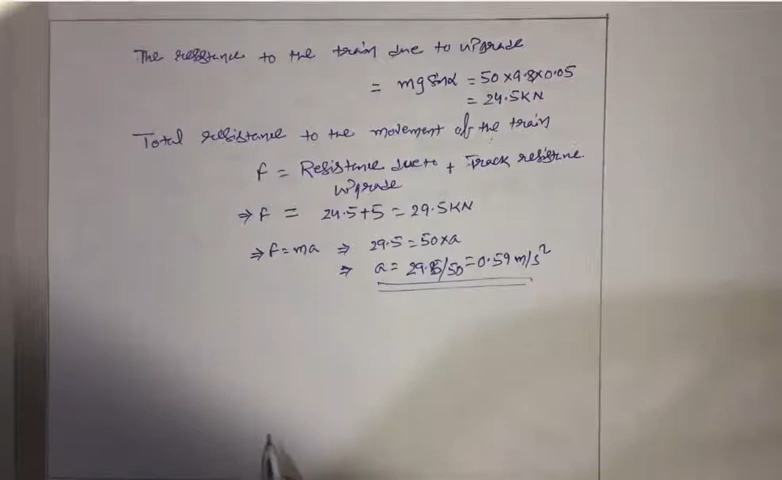 The resistance to the train due to upgrade
= mg sinα = 50×9.8×0.05
= 24.5KN
Total resistance to the movement of the train
F = Resistance due to + Track resistance
upgrade
⇒ F = 24.5+5 = 29.5KN
⇒ F = ma ⇒ 29.5 = 50×a
⇒ a = 29.5/50 = 0.59 m/s²